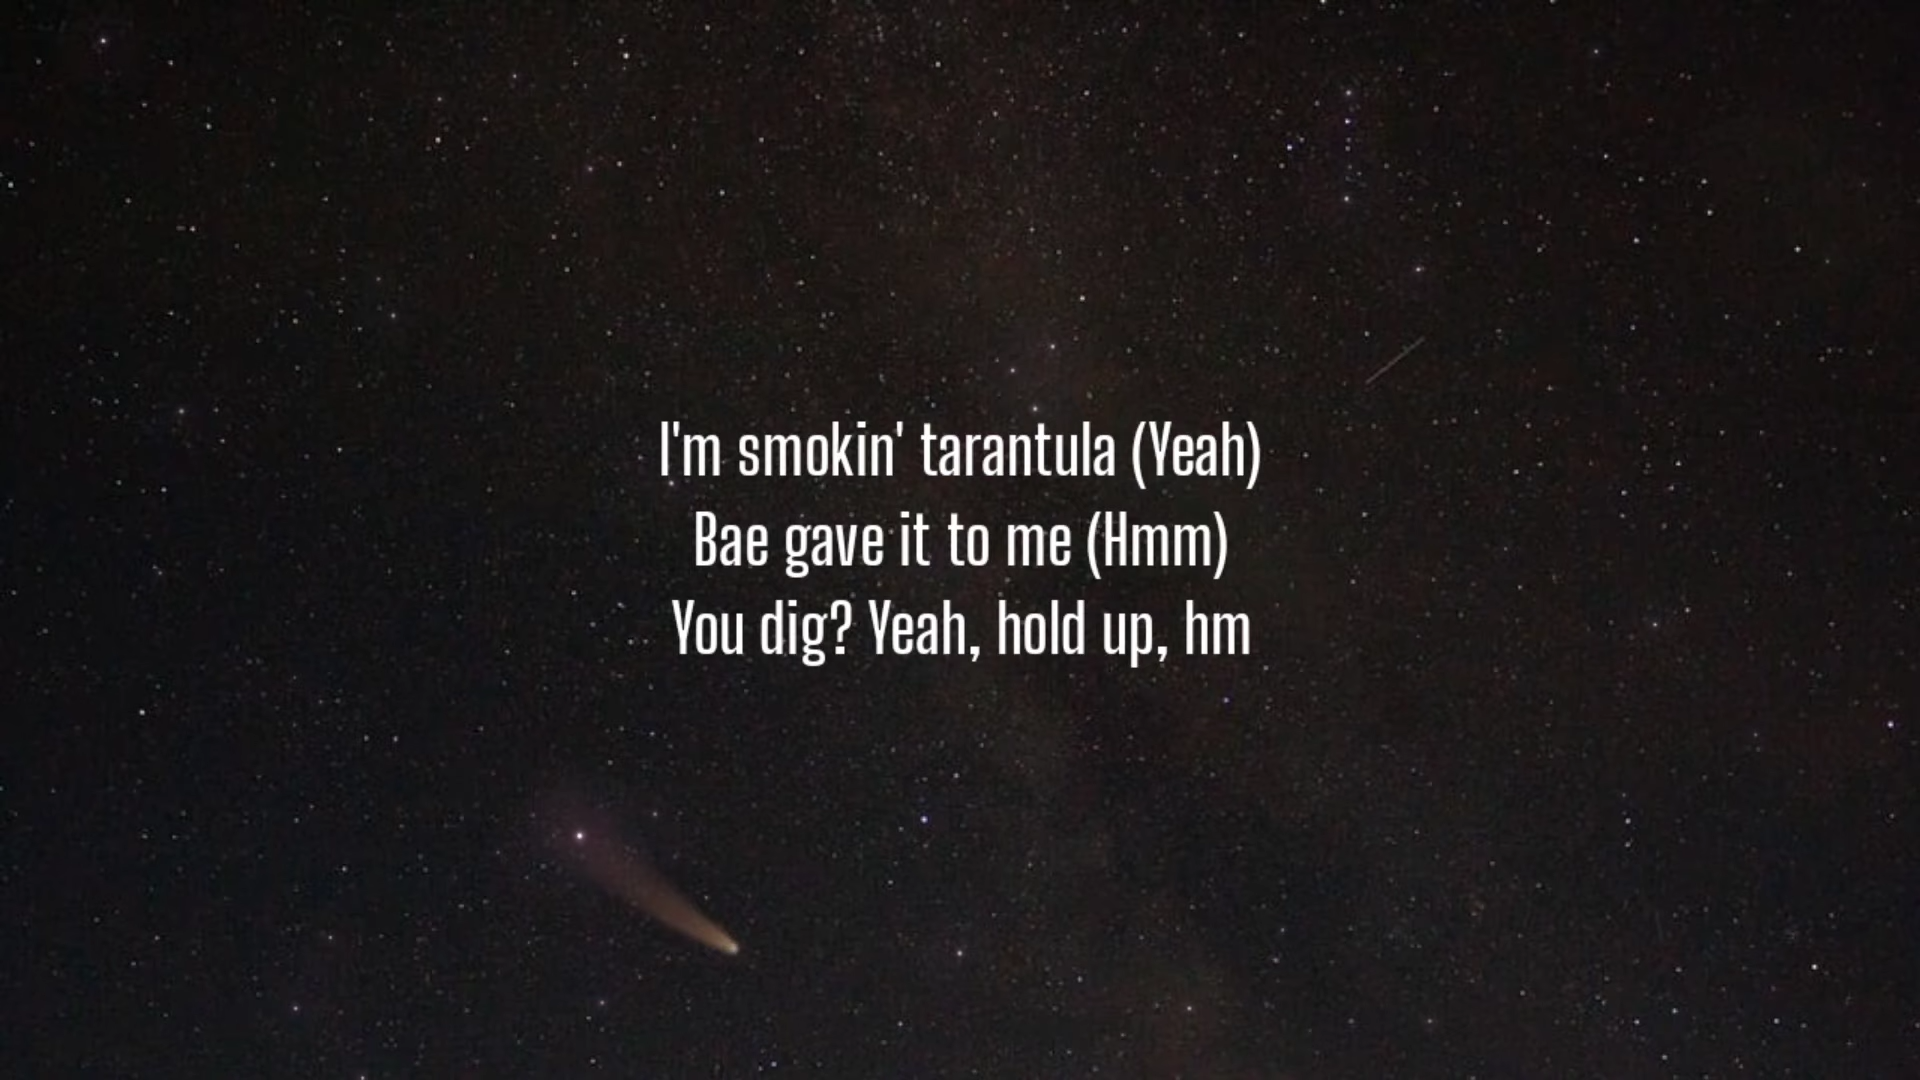 I'm smokin' tarantula (Yeah)
Bae gave it to me (Hmm)
You dig? Yeah, hold up, hm